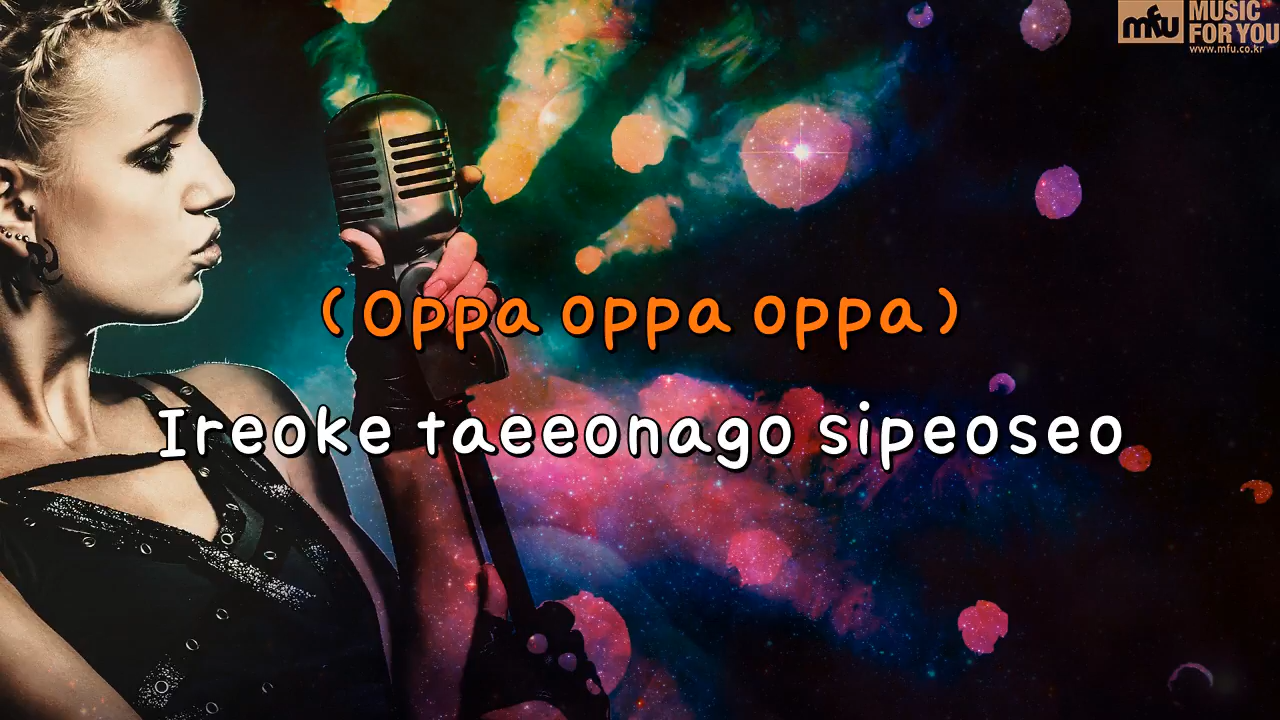 mfu MUSIC
FOR YOU
www.mfu.co.kr
( Oppa oppa oppa )
Ireoke taeeonago sipeoseo